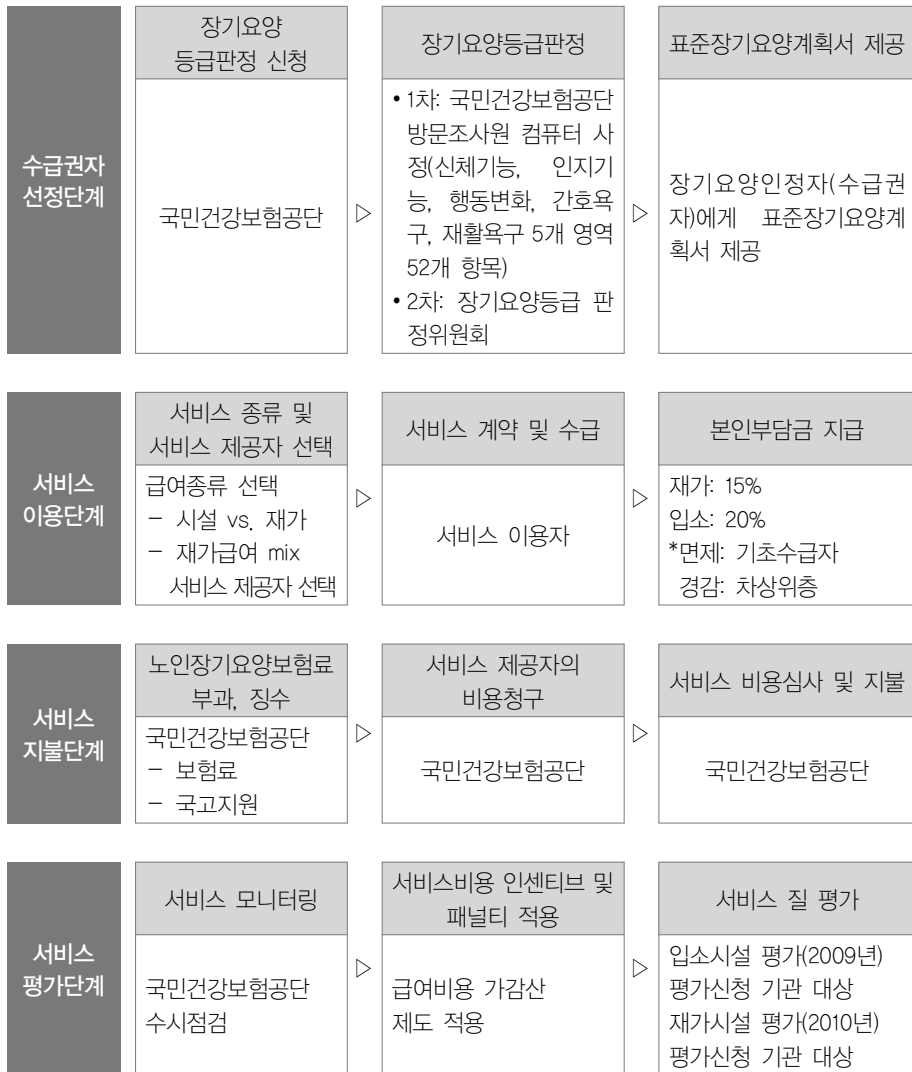 수급권자
선정단계
장기요양
등급판정 신청
국민건강보험공단
▷
장기요양등급판정
• 1차: 국민건강보험공단
방문조사원 컴퓨터 사
정(신체기능, 인지기
능, 행동변화, 간호욕
구, 재활욕구 5개 영역
52개 항목)
• 2차: 장기요양등급 판
정위원회
▷
표준장기요양계획서 제공
장기요양인정자(수급권
자)에게 표준장기요양계
획서 제공
서비스
이용단계
서비스 종류 및
서비스 제공자 선택
급여종류 선택
- 시설 vs. 재가
- 재가급여 mix
서비스 제공자 선택
▷
서비스 계약 및 수급
서비스 이용자
▷
본인부담금 지급
재가: 15%
입소: 20%
*면제: 기초수급자
경감: 차상위층
서비스
지불단계
노인장기요양보험료
부과, 징수
국민건강보험공단
- 보험료
- 국고지원
▷
서비스 제공자의
비용청구
국민건강보험공단
▷
서비스 비용심사 및 지불
국민건강보험공단
서비스
평가단계
서비스 모니터링
국민건강보험공단
수시점검
▷
서비스비용 인센티브 및
패널티 적용
급여비용 가감산
제도 적용
▷
서비스 질 평가
입소시설 평가(2009년)
평가신청 기관 대상
재가시설 평가(2010년)
평가신청 기관 대상